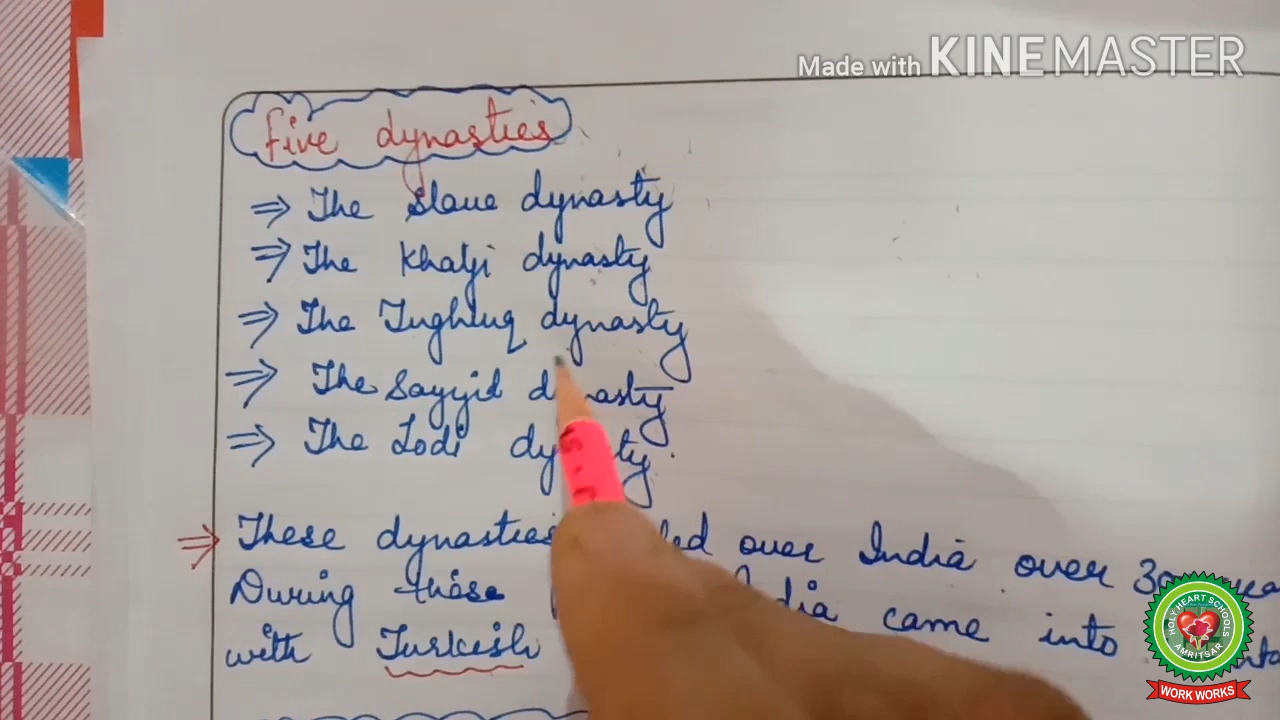 Made with KINEMASTER
Five dynasties
⇒ The Slave dynasty
⇒ The Khalji dynasty
⇒ The Tughluq dynasty
⇒ The Sayyid dynasty
⇒ The Lodi dynasty.
⇒ These dynasties over India over
During these India came into
with Turkish
HOLY HEART SCHOOLS
AMRITSAR
WORK WORKS